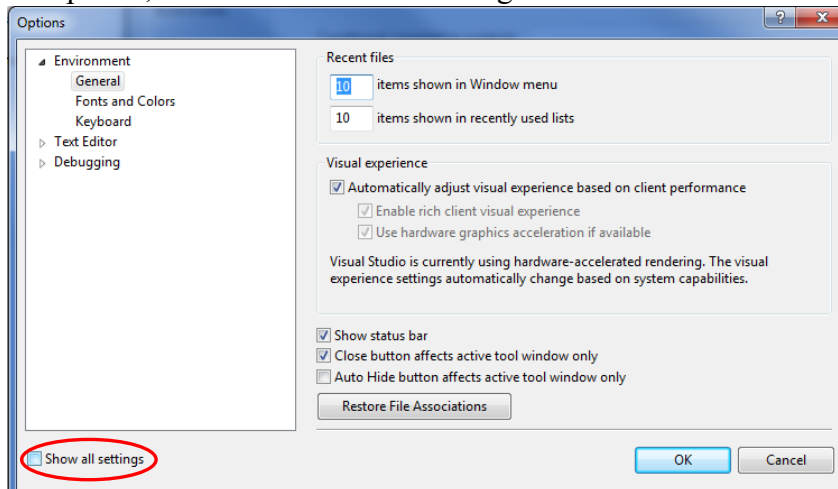 Options
Environment
General
Fonts and Colors
Keyboard
Text Editor
Debugging
Recent files
10 items shown in Window menu
10 items shown in recently used lists
Visual experience
Automatically adjust visual experience based on client performance
Enable rich client visual experience
Use hardware graphics acceleration if available
Visual Studio is currently using hardware-accelerated rendering. The visual
experience settings automatically change based on system capabilities.
Show status bar
Close button affects active tool window only
Auto Hide button affects active tool window only
Restore File Associations
Show all settings
OK Cancel